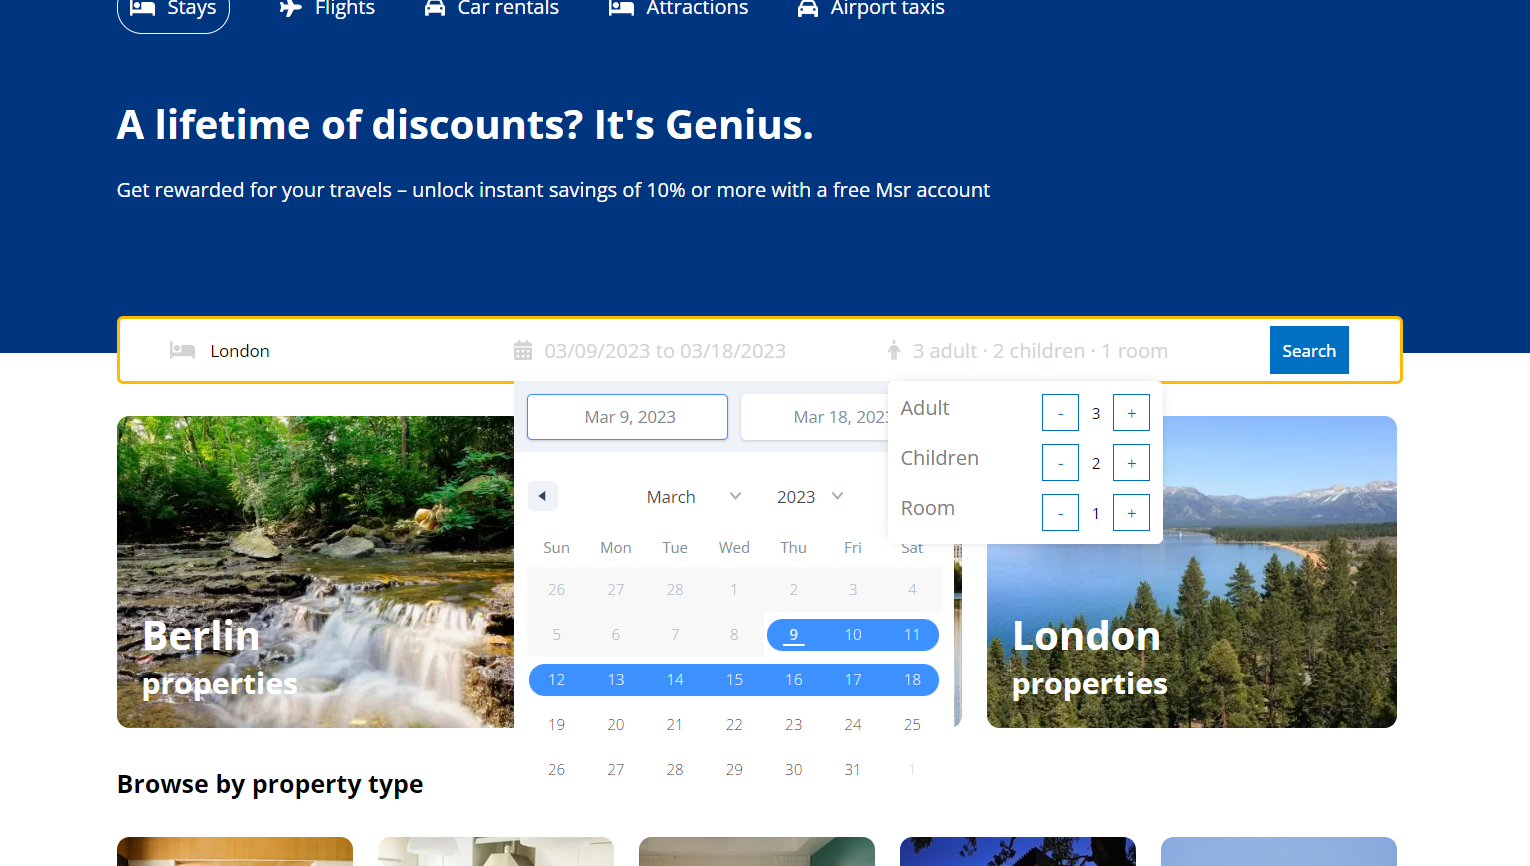 Stays Flights Car rentals Attractions Airport taxis
A lifetime of discounts? It's Genius.
Get rewarded for your travels – unlock instant savings of 10% or more with a free Msr account
London 03/09/2023 to 03/18/2023 3 adult · 2 children · 1 room Search
Mar 9, 2023 Mar 18, 2023
Adult - 3 +
Children - 2 +
Room - 1 +
March 2023
Sun Mon Tue Wed Thu Fri Sat
26 27 28 1 2 3 4
5 6 7 8 9 10 11
12 13 14 15 16 17 18
19 20 21 22 23 24 25
26 27 28 29 30 31 1
Berlin
properties
London
properties
Browse by property type